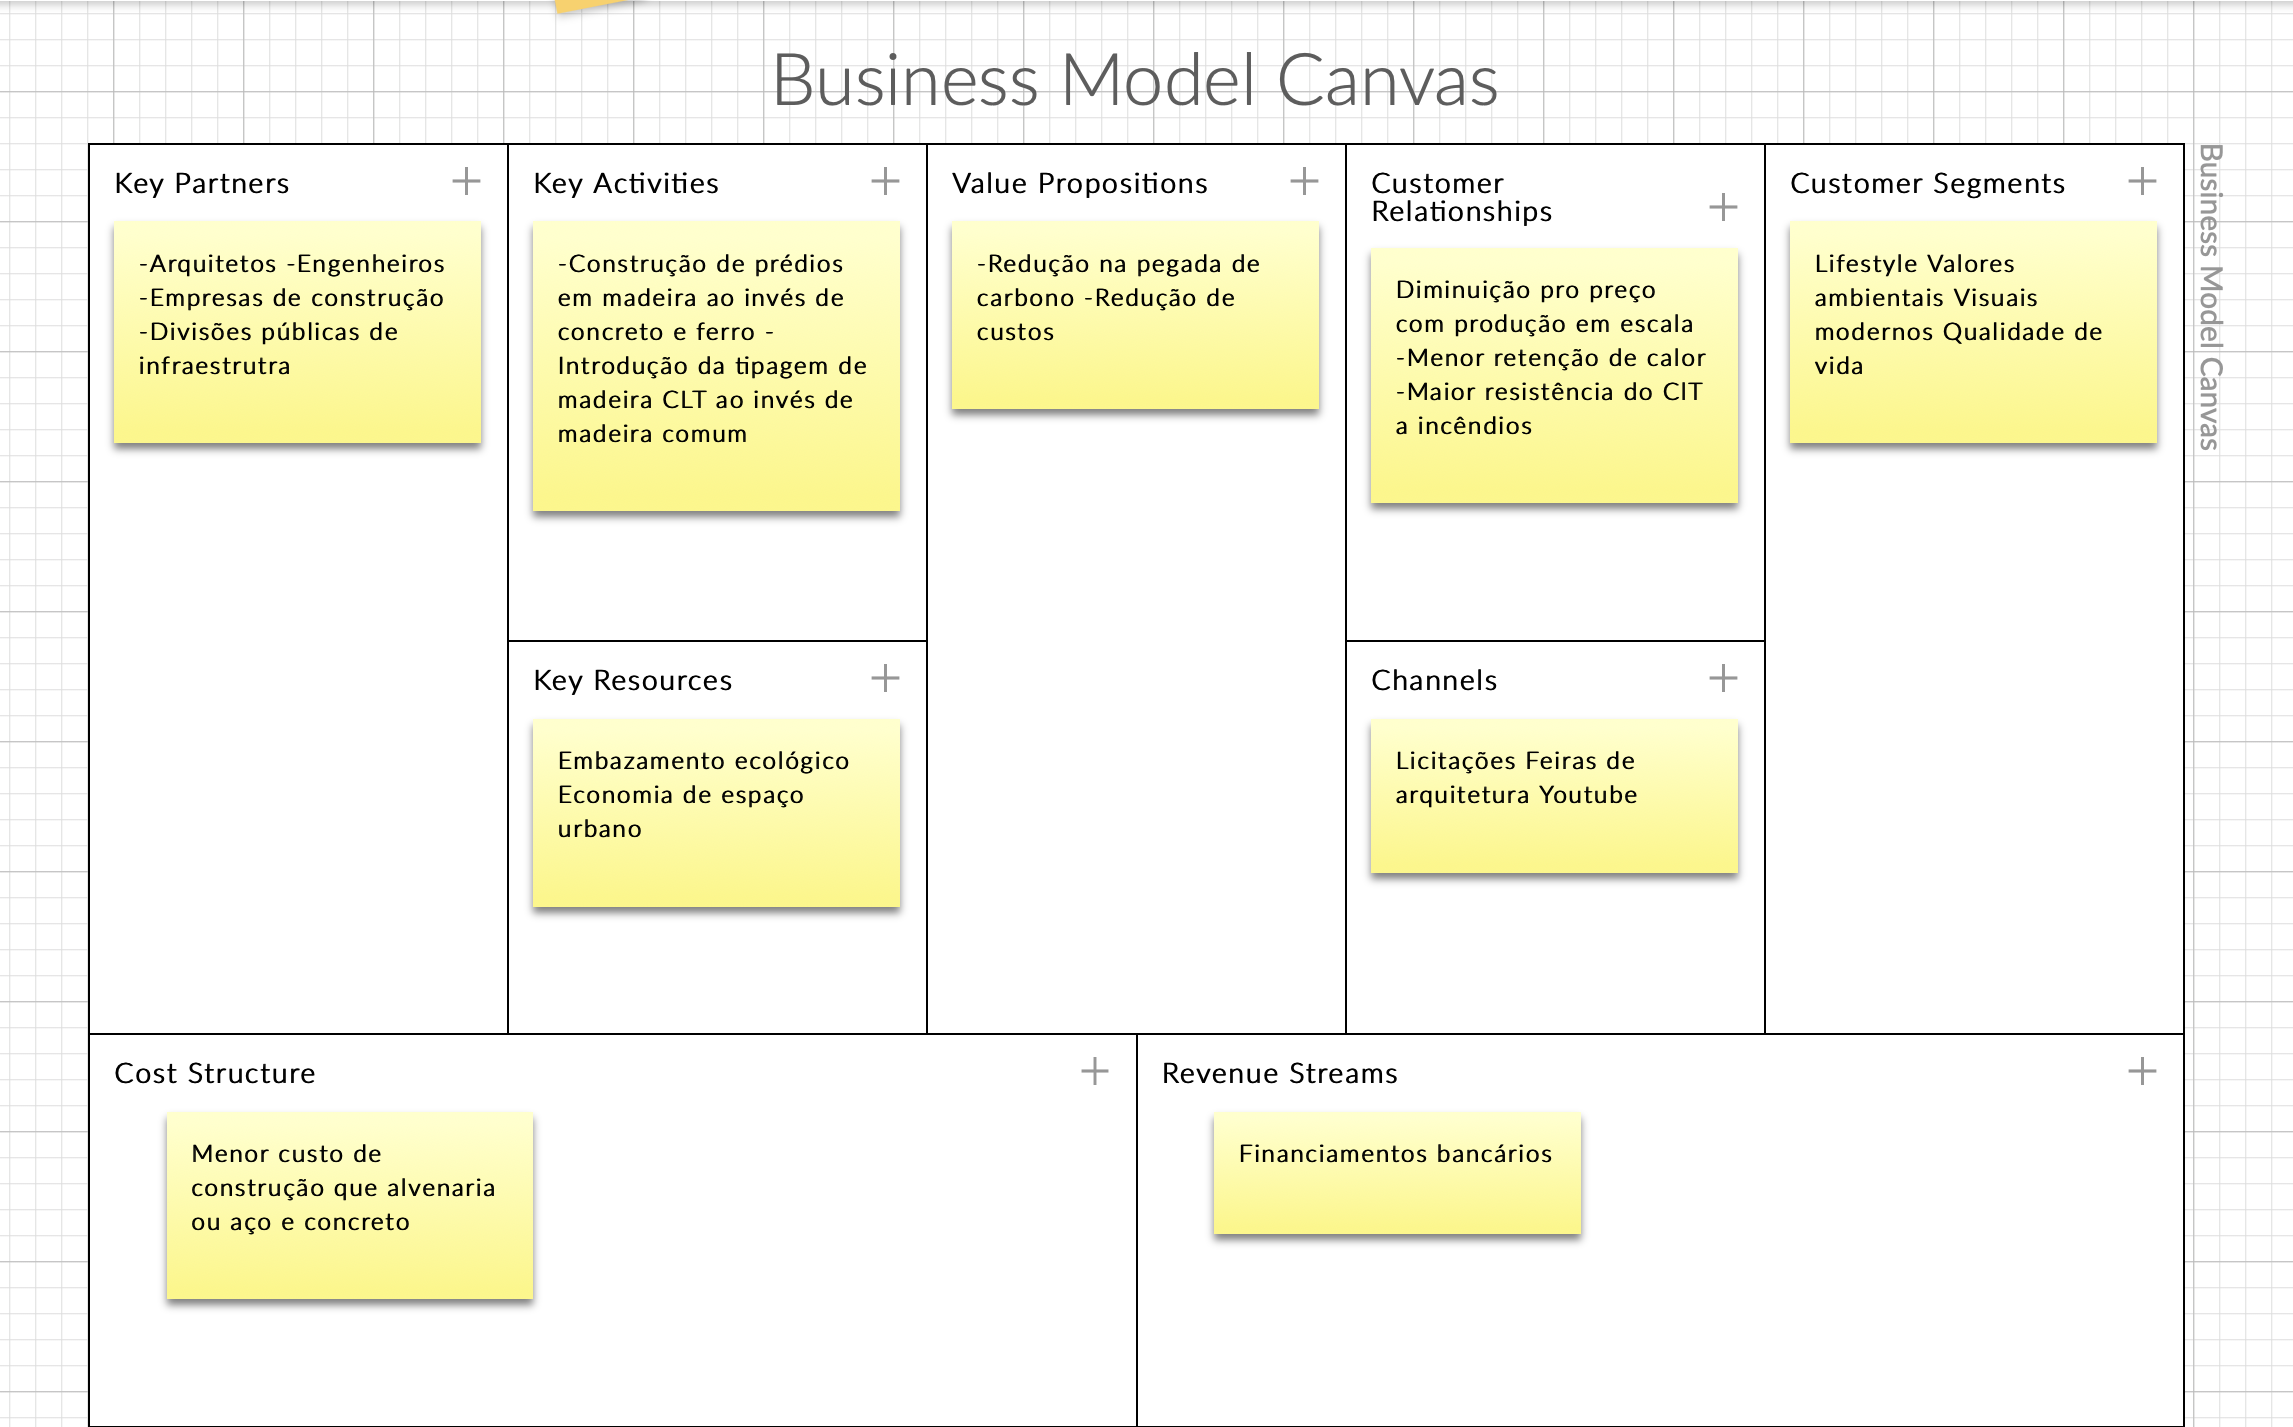 Business Model Canvas
Key Partners
-Arquitetos -Engenheiros
-Empresas de construção
-Divisões públicas de
infraestrutra
Key Activities
-Construção de prédios
em madeira ao invés de
concreto e ferro -
Introdução da tipagem de
madeira CLT ao invés de
madeira comum
Key Resources
Embazamento ecológico
Economia de espaço
urbano
Value Propositions
-Redução na pegada de
carbono -Redução de
custos
Customer
Relationships
Diminuição pro preço
com produção em escala
-Menor retenção de calor
-Maior resistência do ClT
a incêndios
Channels
Licitações Feiras de
arquitetura Youtube
Customer Segments
Lifestyle Valores
ambientais Visuais
modernos Qualidade de
vida
Business Model Canvas
Cost Structure
Menor custo de
construção que alvenaria
ou aço e concreto
Revenue Streams
Financiamentos bancários